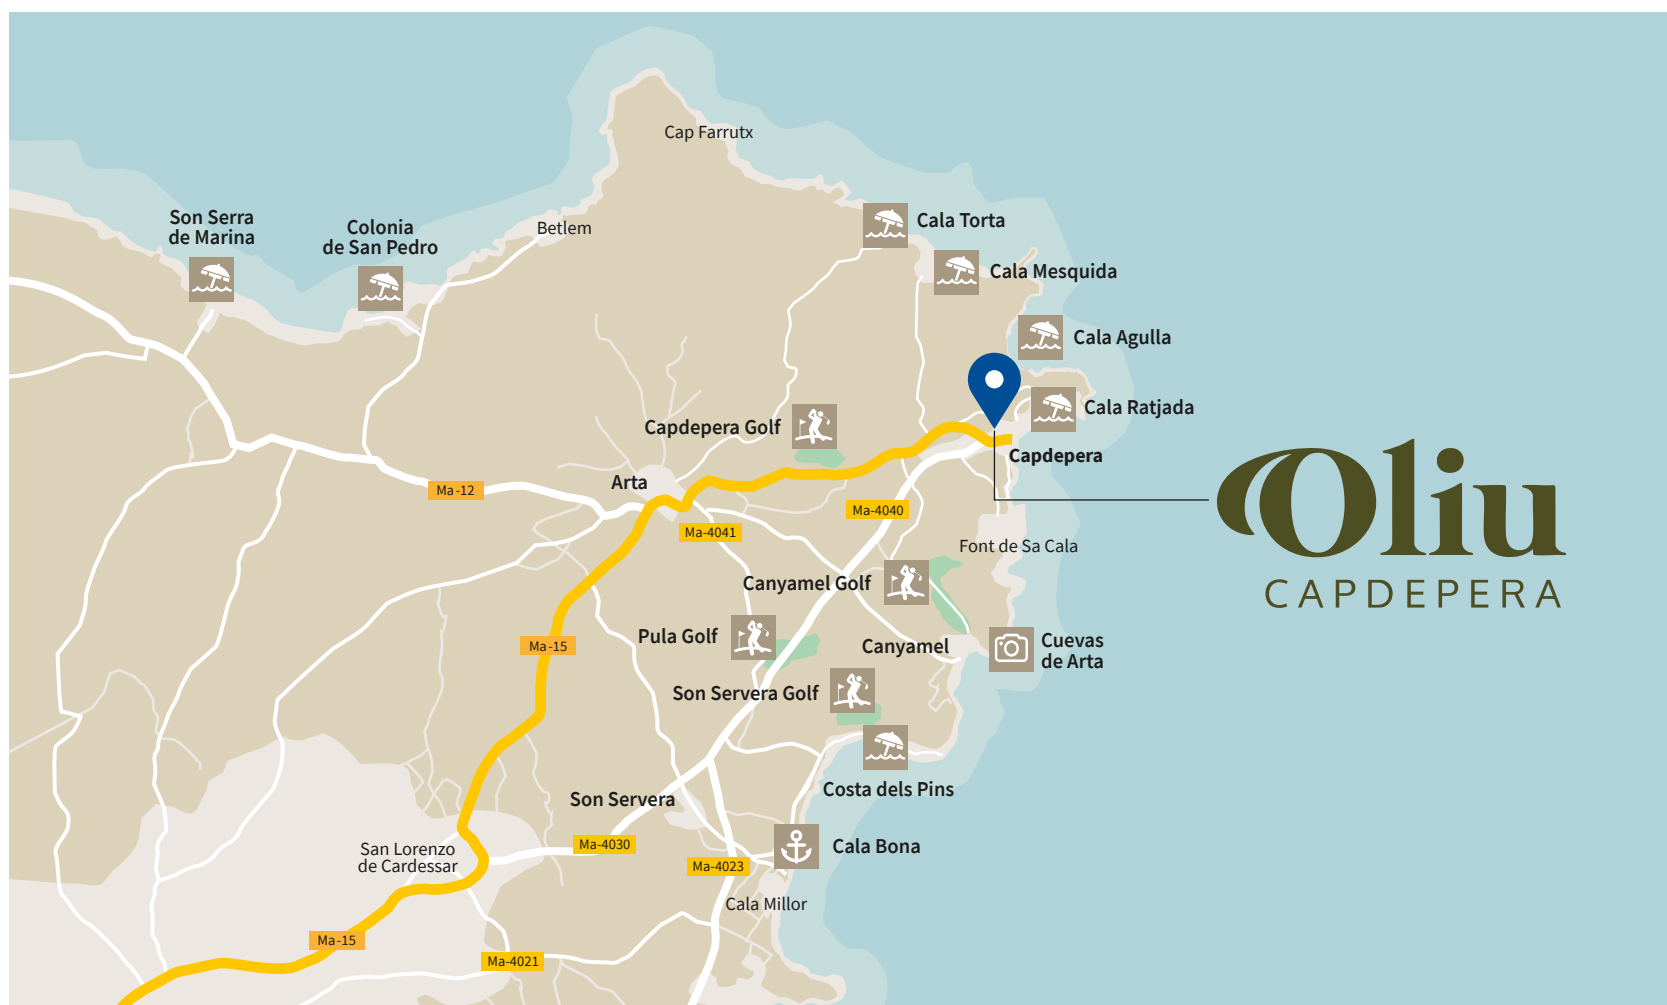 Cap Farrutx
Son Serra
de Marina
Colonia
de San Pedro
Betlem
Cala Torta
Cala Mesquida
Cala Agulla
Cala Ratjada
Capdepera Golf
Capdepera
Arta
Ma-12
Ma-4040
Ma-4041
Oliu
CAPDEPERA
Font de Sa Cala
Canyamel Golf
Pula Golf
Ma-15
Canyamel
Cuevas
de Arta
Son Servera Golf
Costa dels Pins
Son Servera
Ma-4030
Cala Bona
San Lorenzo
de Cardessar
Ma-4023
Cala Millor
Ma-15
Ma-4021